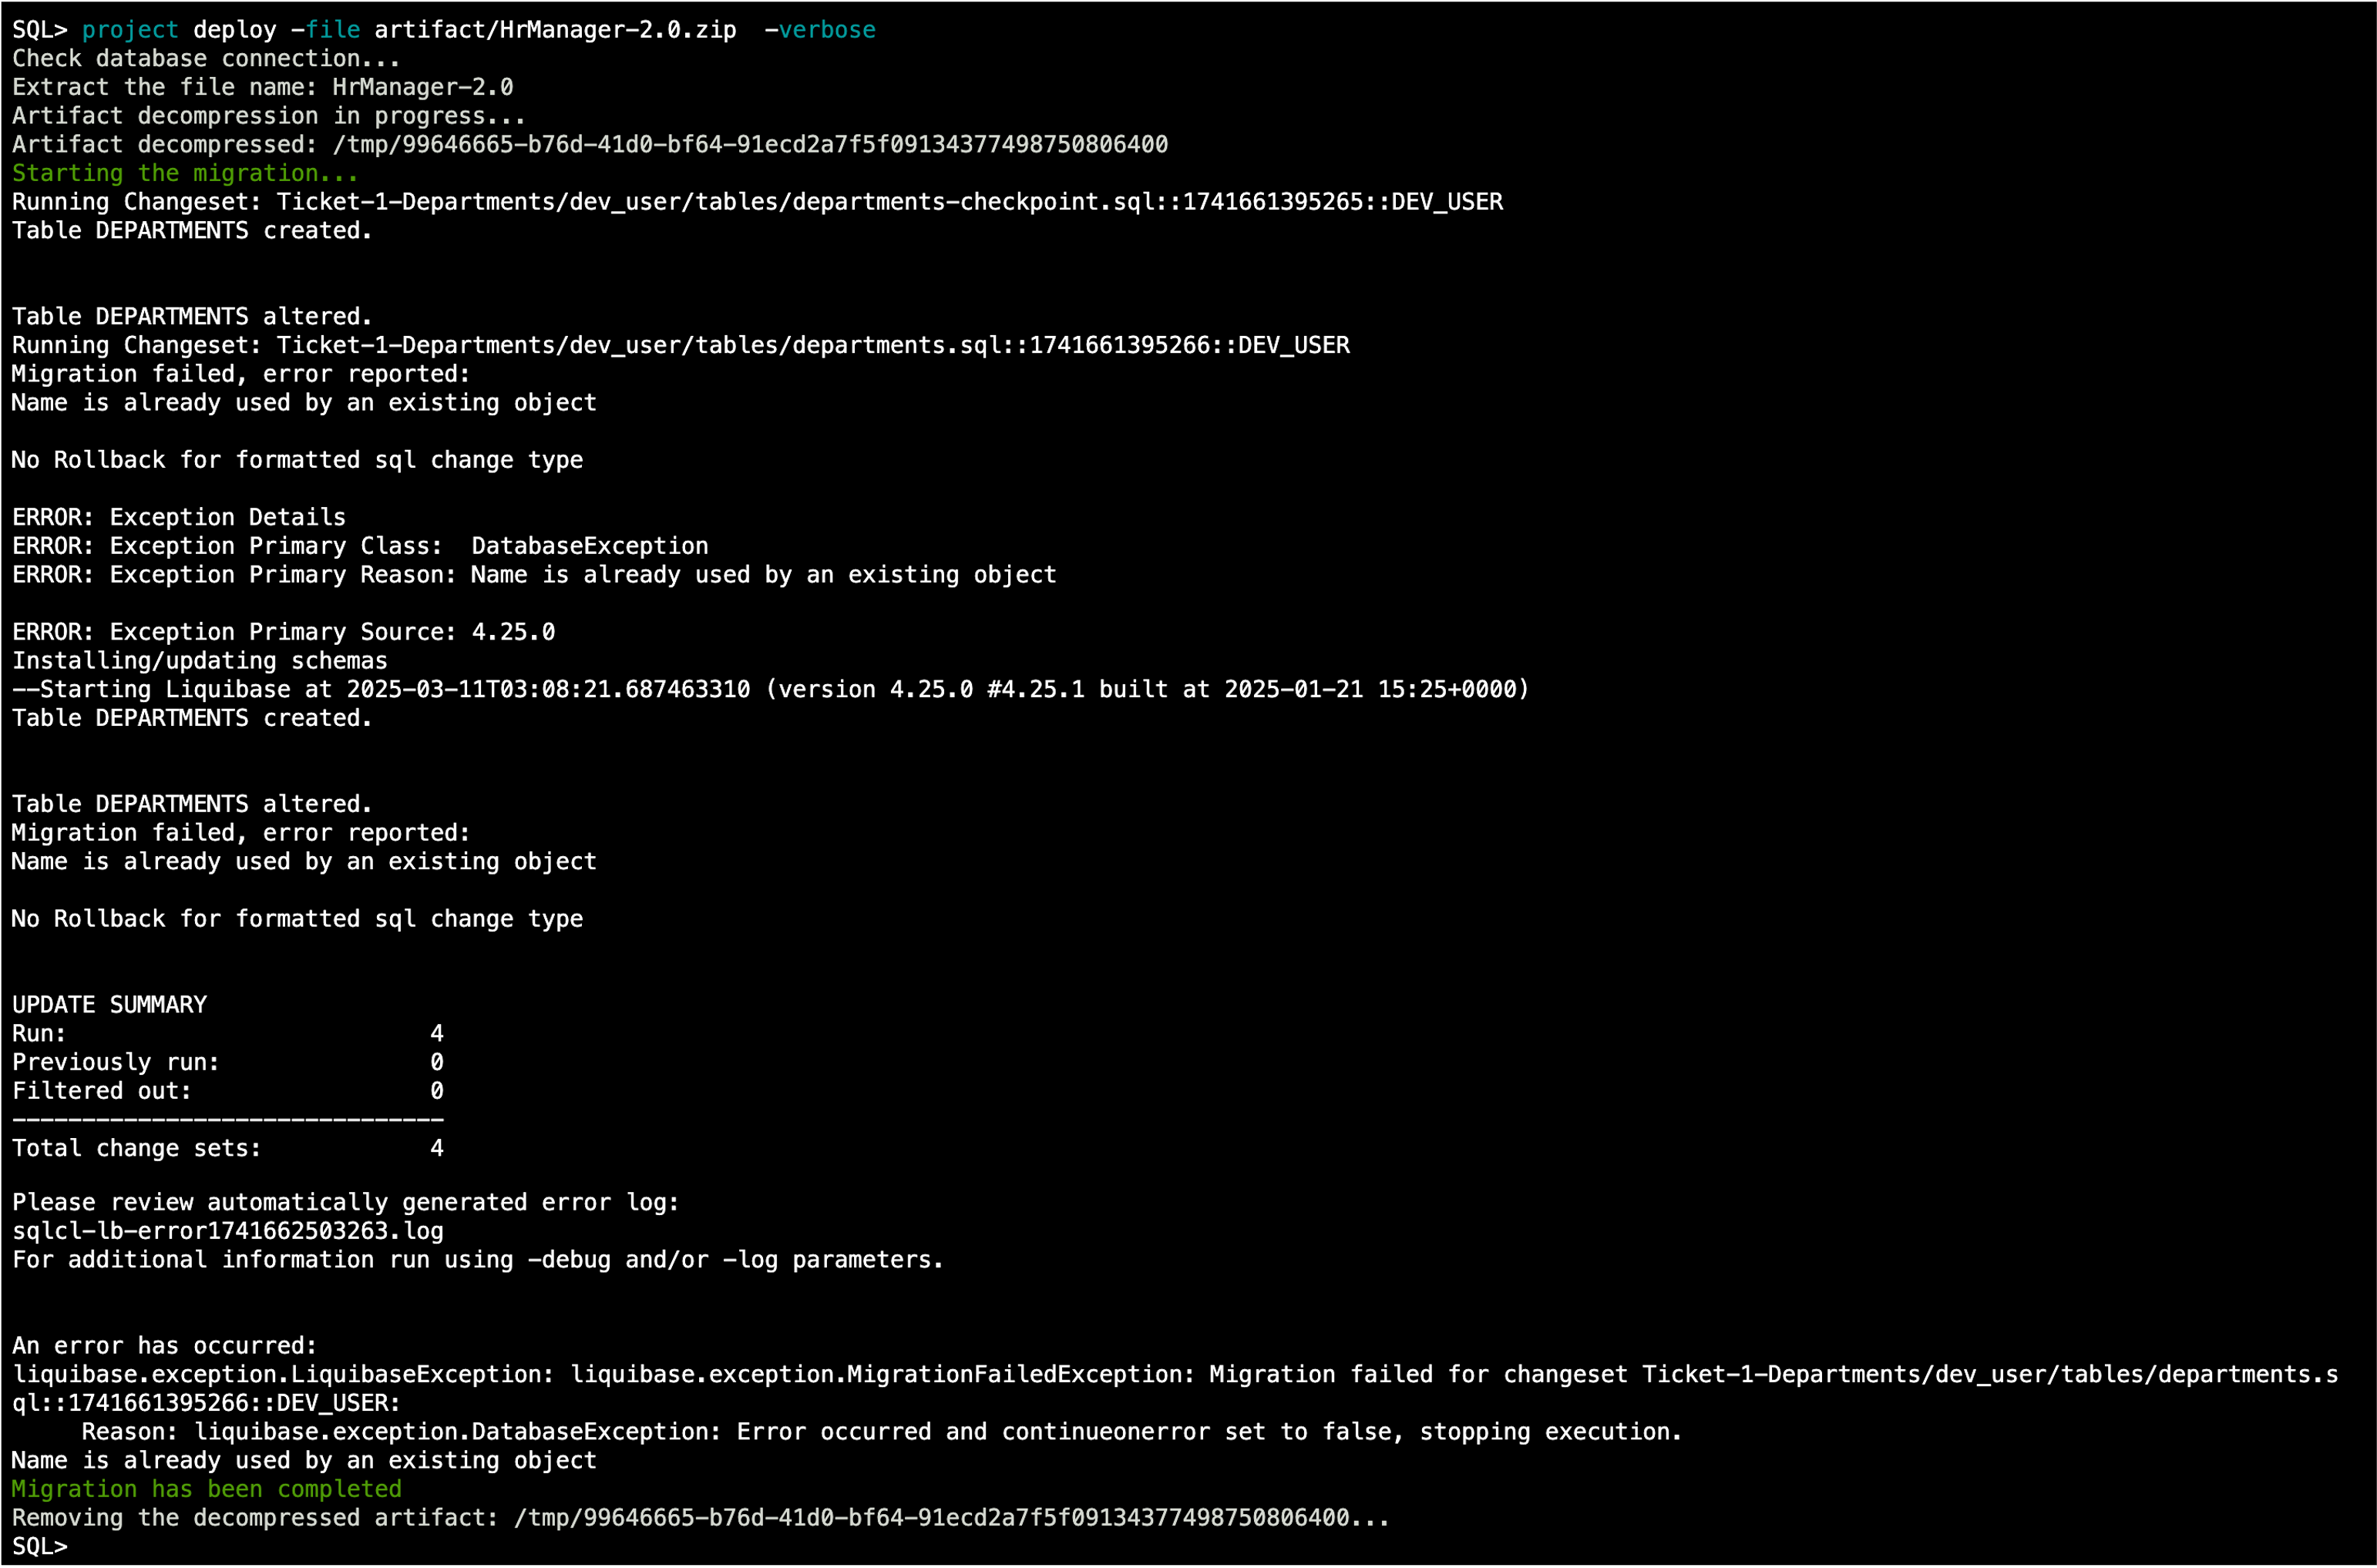 SQL> project deploy -file artifact/HrManager-2.0.zip  -verbose
Check database connection...
Extract the file name: HrManager-2.0
Artifact decompression in progress...
Artifact decompressed: /tmp/99646665-b76d-41d0-bf64-91ecd2a7f5f09134377498750806400
Starting the migration...
Running Changeset: Ticket-1-Departments/dev_user/tables/departments-checkpoint.sql::1741661395265::DEV_USER
Table DEPARTMENTS created.
Table DEPARTMENTS altered.
Running Changeset: Ticket-1-Departments/dev_user/tables/departments.sql::1741661395266::DEV_USER
Migration failed, error reported:
Name is already used by an existing object
No Rollback for formatted sql change type
ERROR: Exception Details
ERROR: Exception Primary Class:  DatabaseException
ERROR: Exception Primary Reason: Name is already used by an existing object
ERROR: Exception Primary Source: 4.25.0
Installing/updating schemas
--Starting Liquibase at 2025-03-11T03:08:21.687463310 (version 4.25.0 #4.25.1 built at 2025-01-21 15:25+0000)
Table DEPARTMENTS created.
Table DEPARTMENTS altered.
Migration failed, error reported:
Name is already used by an existing object
No Rollback for formatted sql change type
UPDATE SUMMARY
Run:                          4
Previously run:               0
Filtered out:                 0
-------------------------------
Total change sets:            4
Please review automatically generated error log:
sqlcl-lb-error1741662503263.log
For additional information run using -debug and/or -log parameters.
An error has occurred:
liquibase.exception.LiquibaseException: liquibase.exception.MigrationFailedException: Migration failed for changeset Ticket-1-Departments/dev_user/tables/departments.s
ql::1741661395266::DEV_USER:
     Reason: liquibase.exception.DatabaseException: Error occurred and continueonerror set to false, stopping execution.
Name is already used by an existing object
Migration has been completed
Removing the decompressed artifact: /tmp/99646665-b76d-41d0-bf64-91ecd2a7f5f09134377498750806400...
SQL>